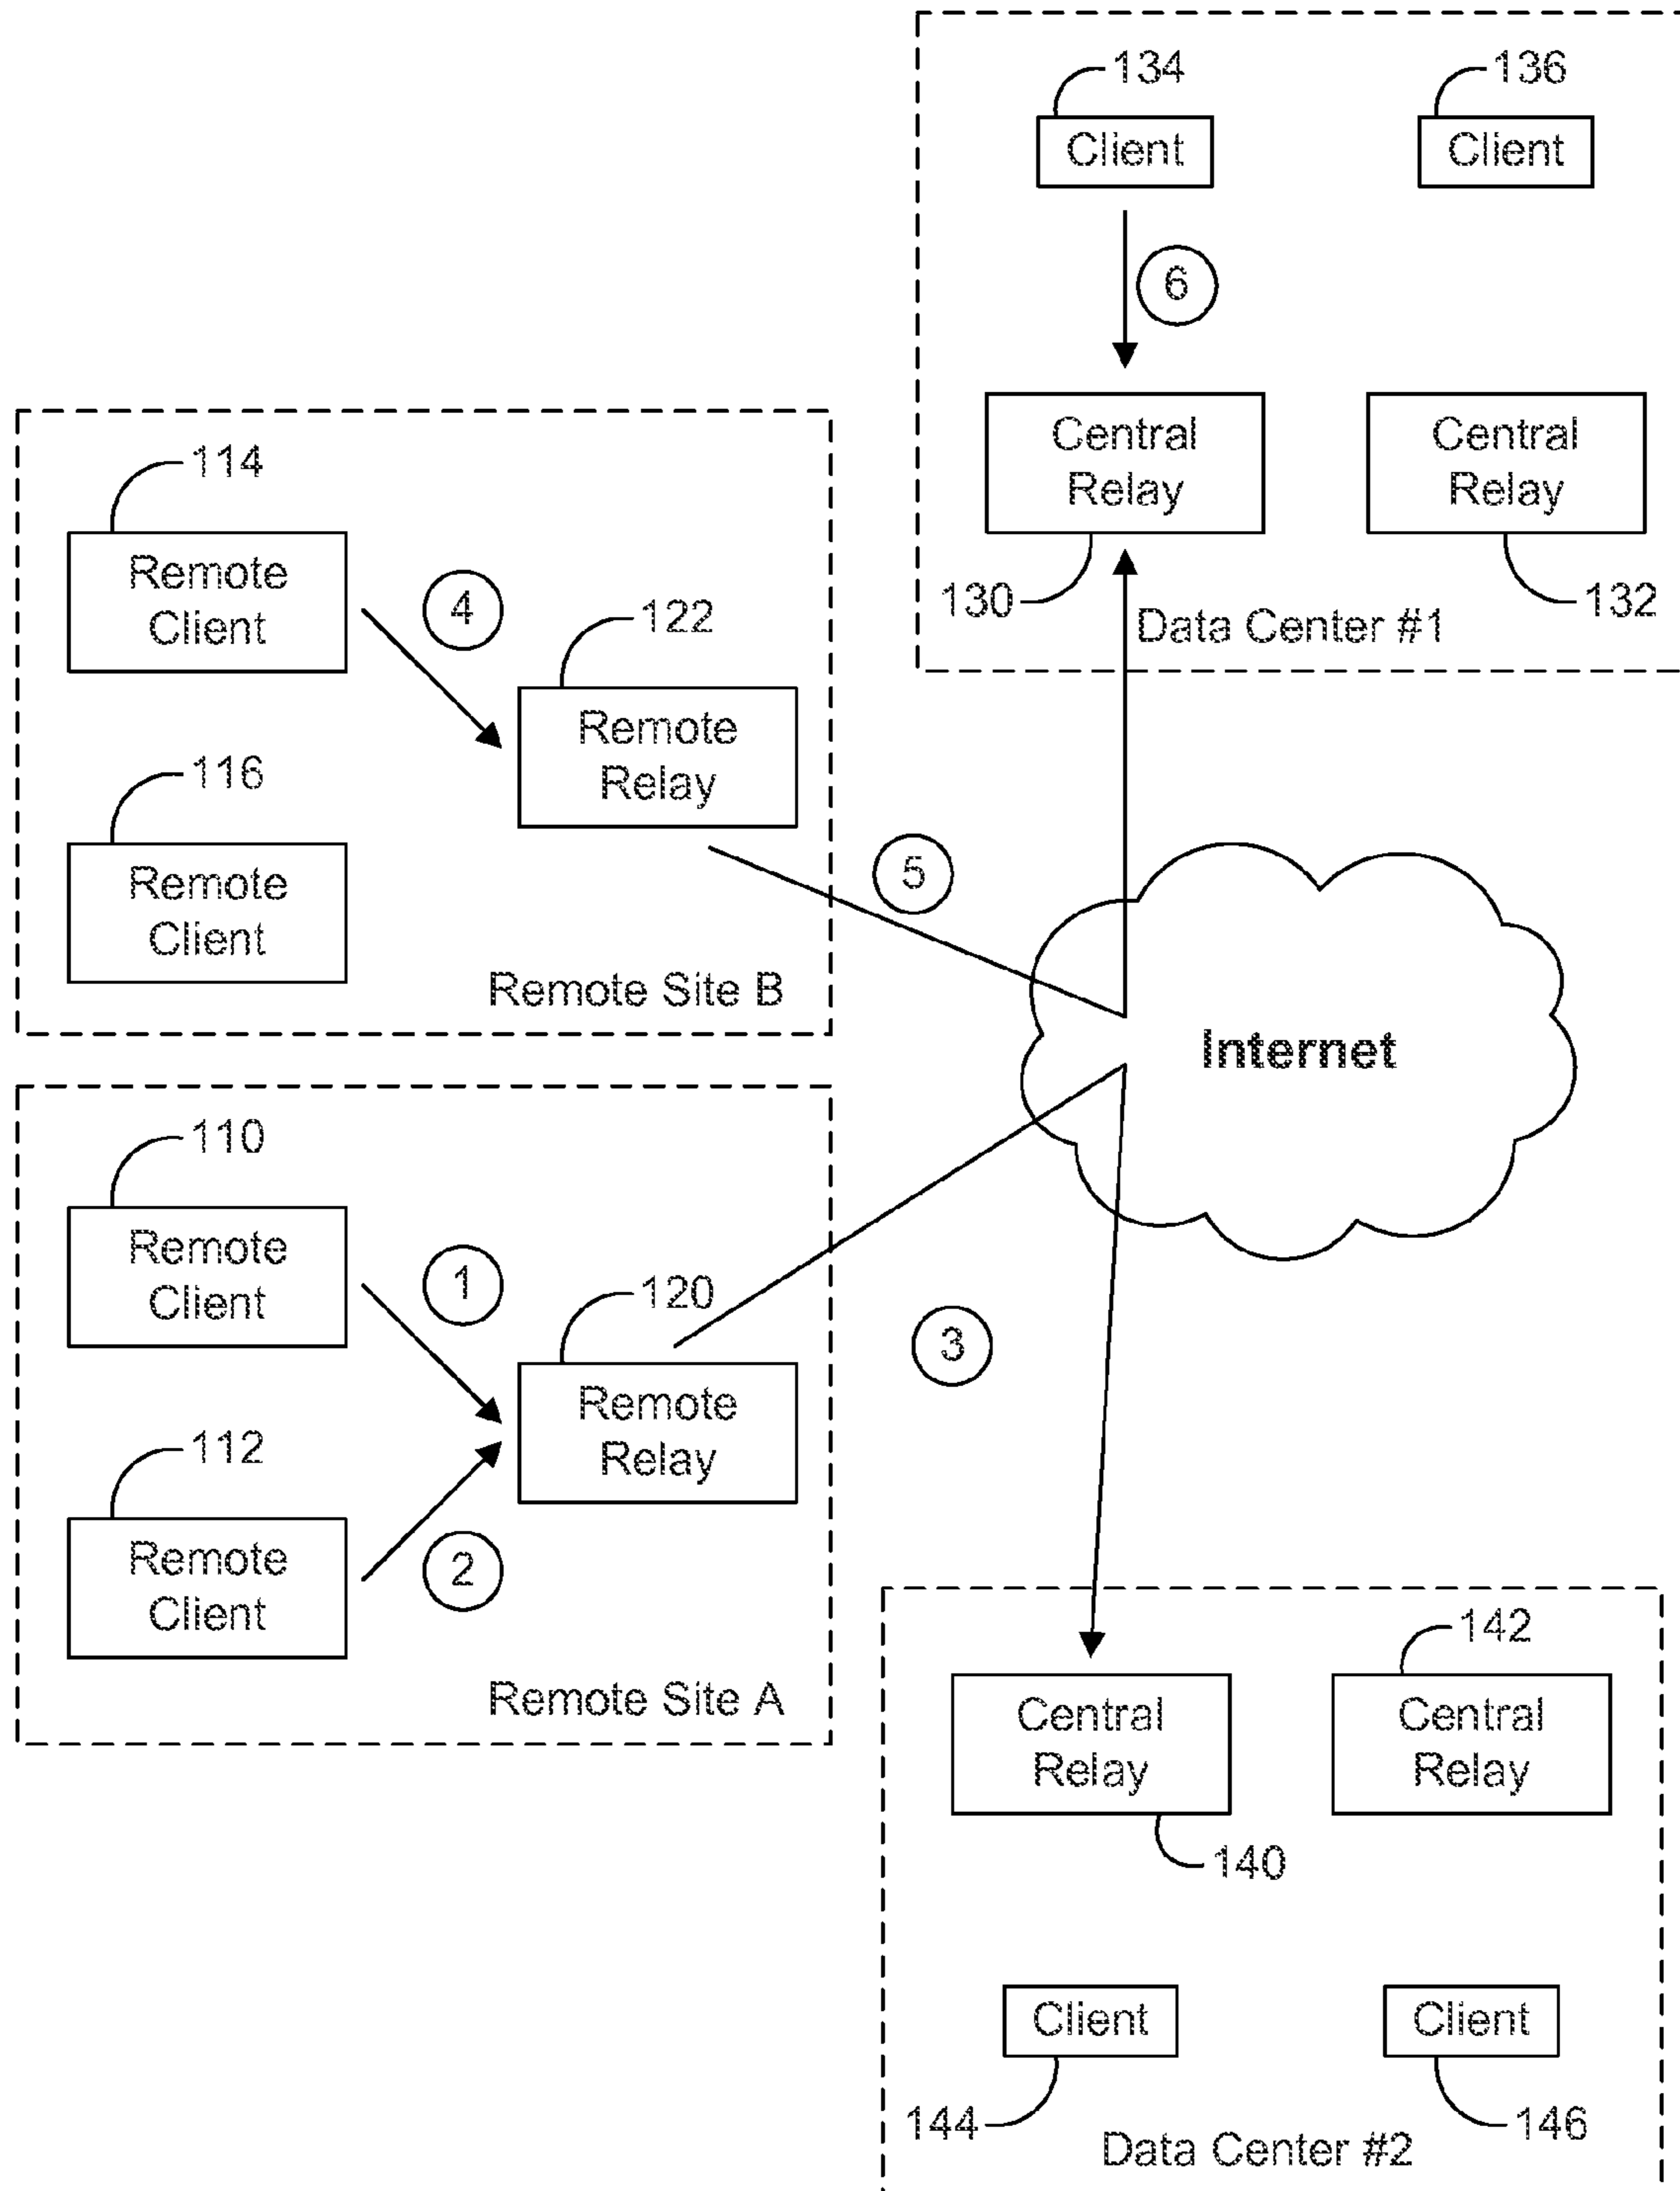 134
136
Client
Client
6
Central
Relay
Central
Relay
130
132
Data Center #1
114
Remote
Client
4
122
Remote
Relay
116
Remote
Client
5
Remote Site B
Internet
110
Remote
Client
1
120
Remote
Relay
3
112
Remote
Client
2
Remote Site A
142
Central
Relay
Central
Relay
140
Client
Client
144
146
Data Center #2